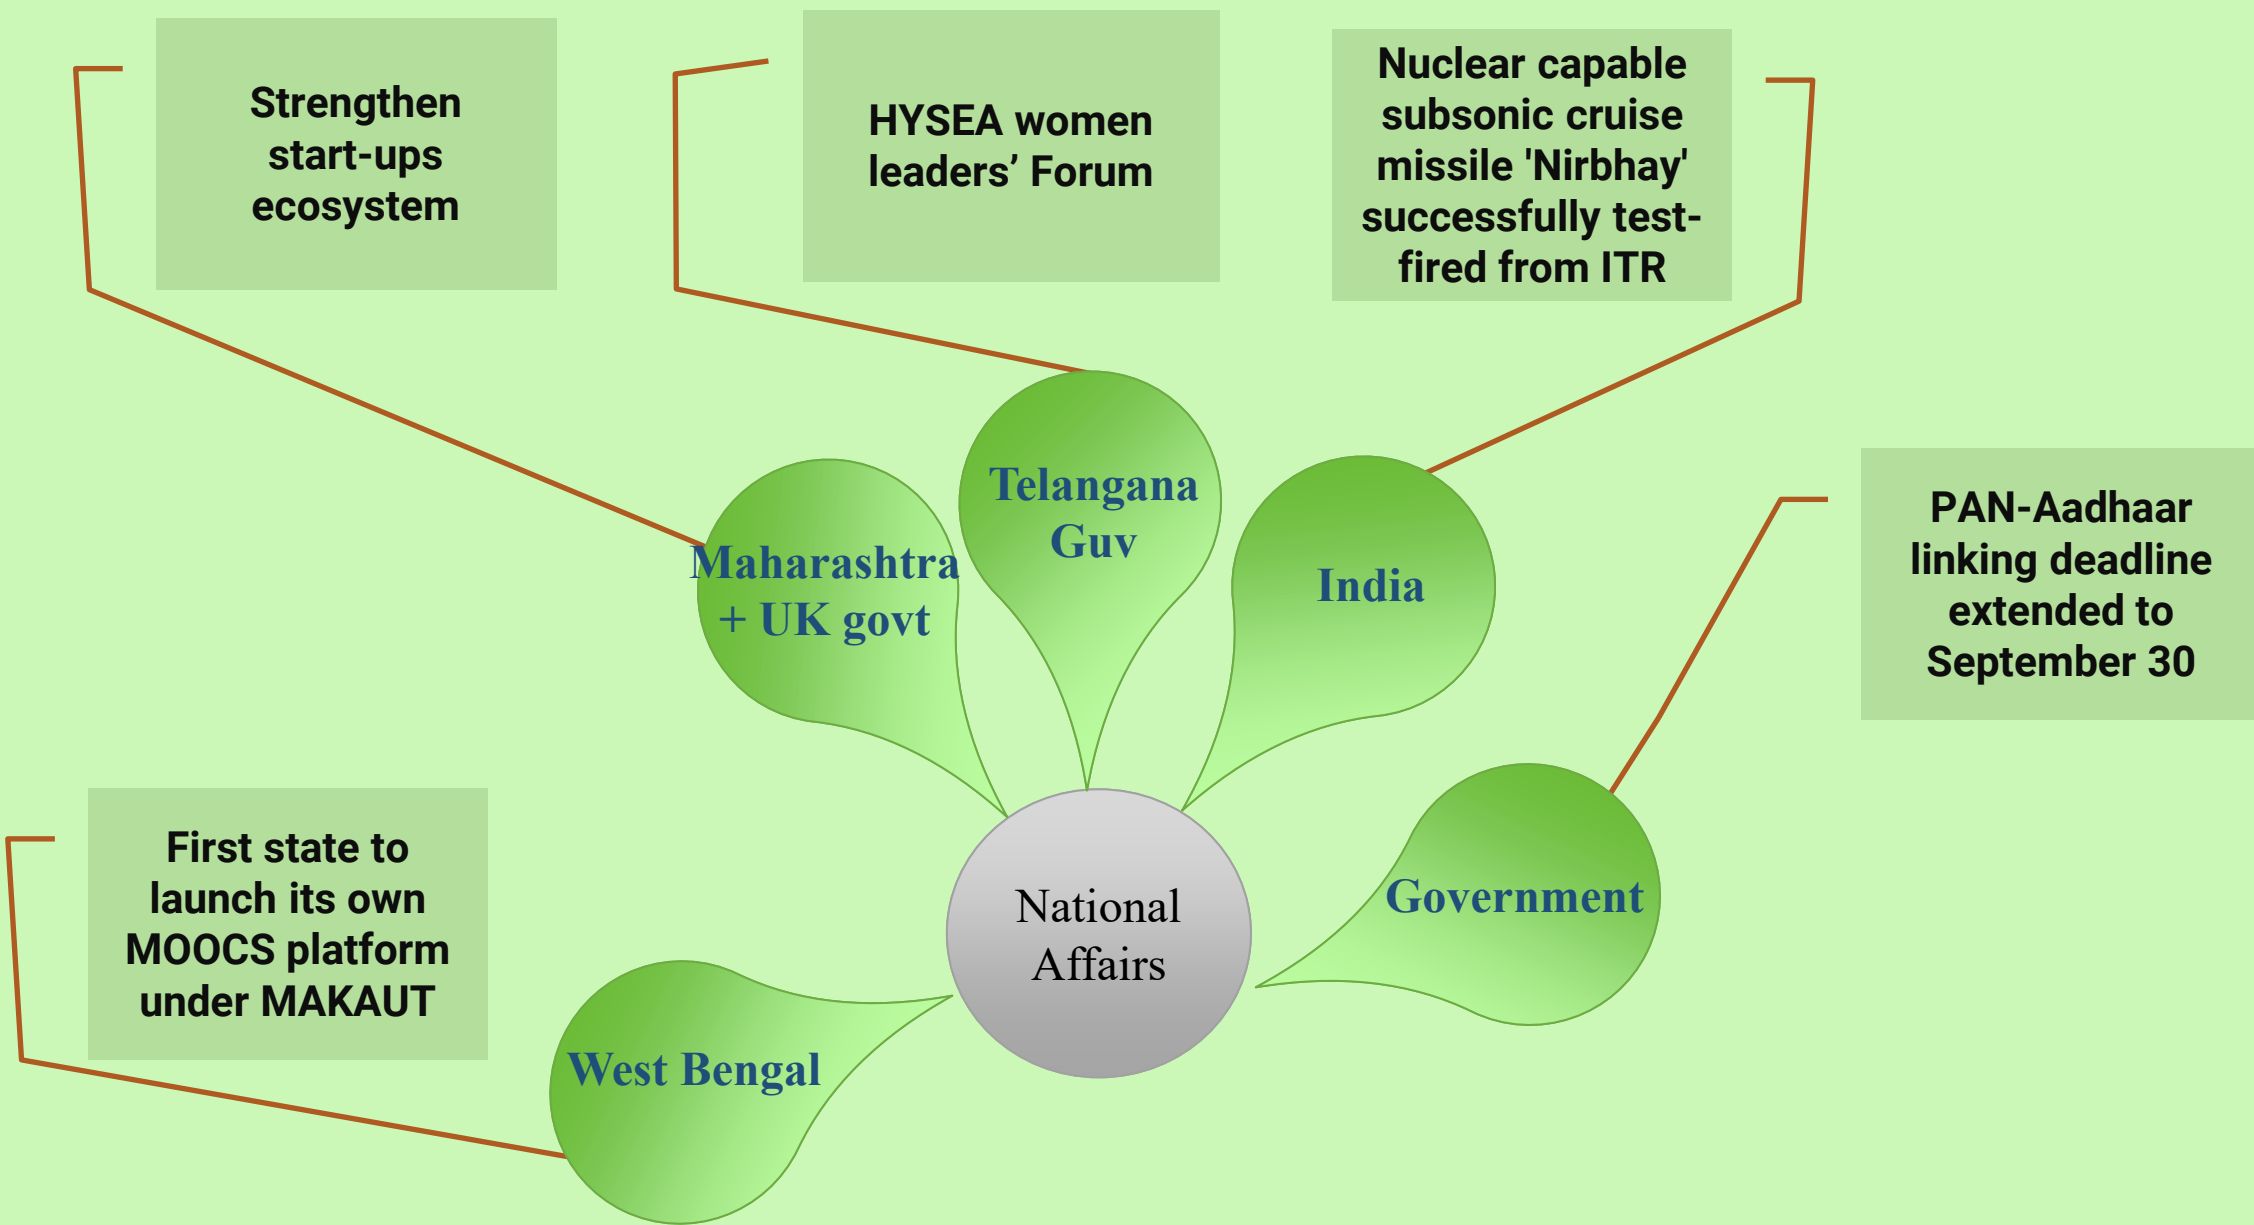 Strengthen
start-ups
ecosystem
HYSEA women
leaders’ Forum
Nuclear capable
subsonic cruise
missile 'Nirbhay'
successfully test-
fired from ITR
Telangana
Guv
Maharashtra
+ UK govt
India
PAN-Aadhaar
linking deadline
extended to
September 30
First state to
launch its own
MOOCS platform
under MAKAUT
National
Affairs
Government
West Bengal